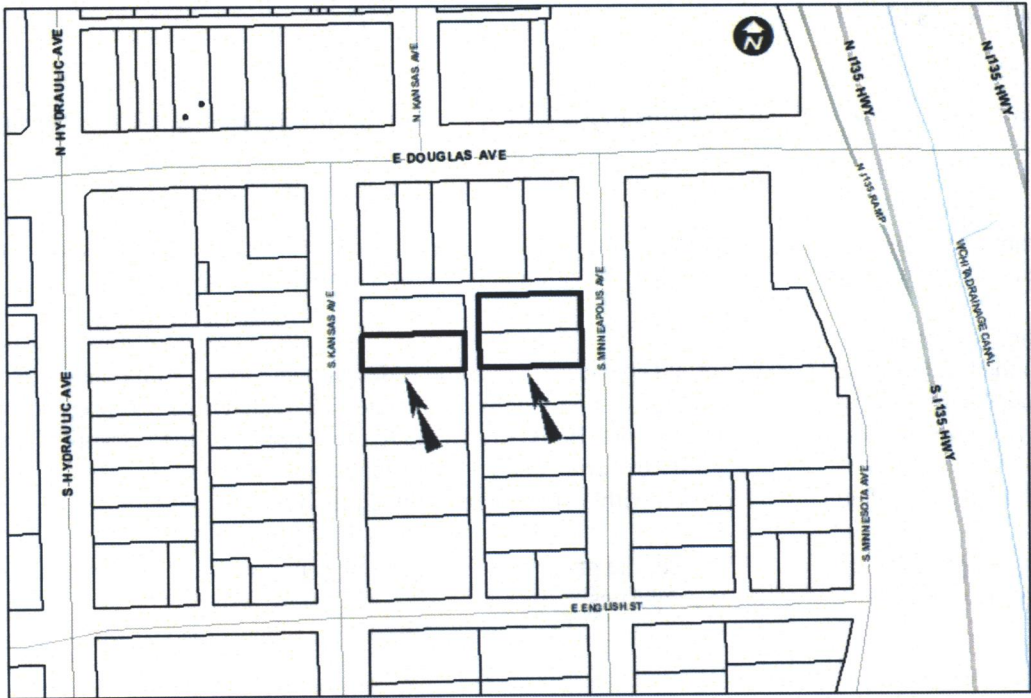 N HYDRAULIC AVE
N KANSAS AVE
N
N I135 HWY
N I135 HWY
E DOUGLAS AVE
N I135 RAMP
WICHITA DRAINAGE CANAL
S KANSAS AVE
S MINNEAPOLIS AVE
S HYDRAULIC AVE
S I135 HWY
S MINNESOTA AVE
E ENGLISH ST